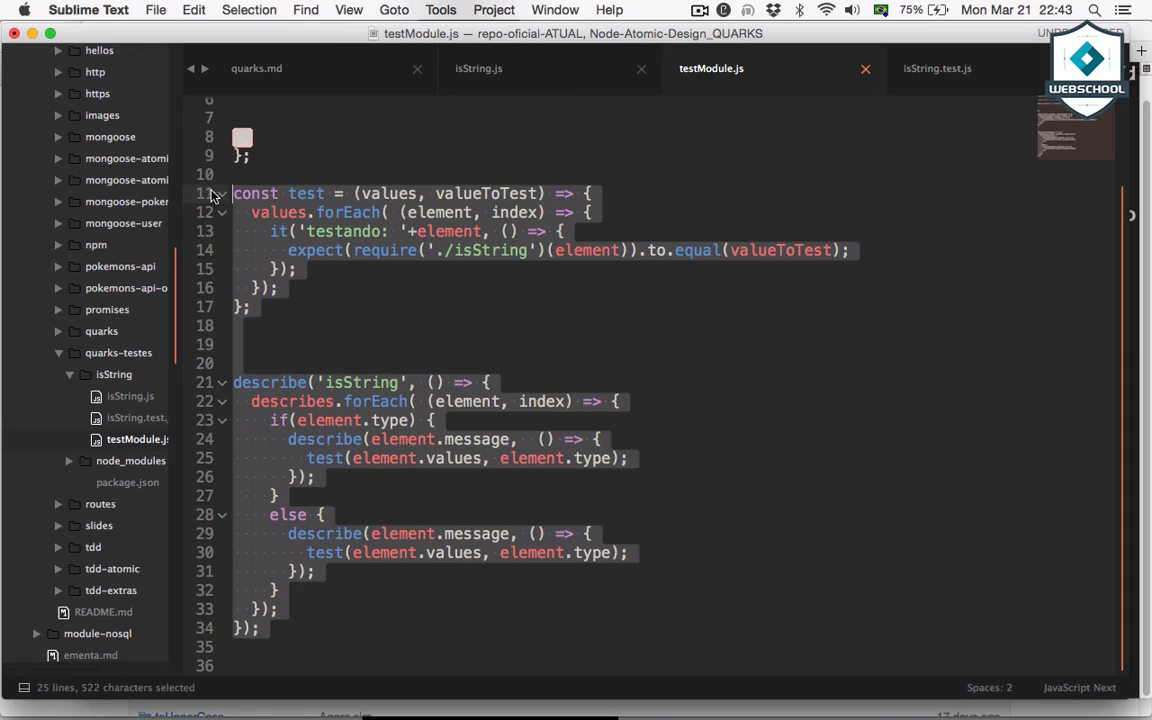 Sublime Text File Edit Selection Find View Goto Tools Project Window Help 75% Mon Mar 21 22:43
testModule.js — repo-oficial-ATUAL, Node-Atomic-Design_QUARKS
WEBSCHOOL
quarks.md isString.js testModule.js isString.test.js
hellos
http
https
images
mongoose
mongoose-atomi
mongoose-atomi
mongoose-poker
mongoose-user
npm
pokemons-api
pokemons-api-o
promises
quarks
quarks-testes
isString
isString.js
isString.test.
testModule.js
node_modules
package.json
routes
slides
tdd
tdd-atomic
tdd-extras
README.md
module-nosql
ementa.md
6
7
8
9 };
10
11 const test = (values, valueToTest) => {
12 values.forEach( (element, index) => {
13 it('testando: '+element, () => {
14 expect(require('./isString')(element)).to.equal(valueToTest);
15 });
16 });
17 };
18
19
20
21 describe('isString', () => {
22 describes.forEach( (element, index) => {
23 if(element.type) {
24 describe(element.message, () => {
25 test(element.values, element.type);
26 });
27 }
28 else {
29 describe(element.message, () => {
30 test(element.values, element.type);
31 });
32 }
33 });
34 });
35
36
25 lines, 522 characters selected Spaces: 2 JavaScript Next